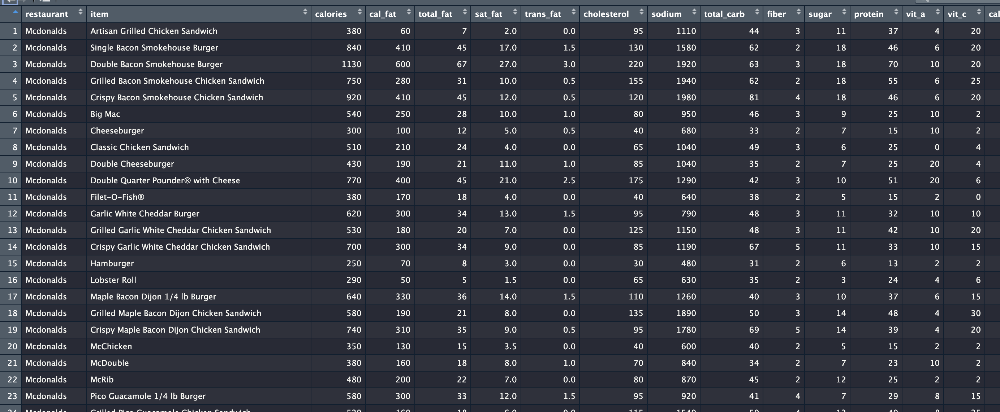 restaurant item calories cal_fat total_fat sat_fat trans_fat cholesterol sodium total_carb fiber sugar protein vit_a vit_c cal
1 Mcdonalds Artisan Grilled Chicken Sandwich 380 60 7 2.0 0.0 95 1110 44 3 11 37 4 20
2 Mcdonalds Single Bacon Smokehouse Burger 840 410 45 17.0 1.5 130 1580 62 2 18 46 6 20
3 Mcdonalds Double Bacon Smokehouse Burger 1130 600 67 27.0 3.0 220 1920 63 3 18 70 10 20
4 Mcdonalds Grilled Bacon Smokehouse Chicken Sandwich 750 280 31 10.0 0.5 155 1940 62 2 18 55 6 25
5 Mcdonalds Crispy Bacon Smokehouse Chicken Sandwich 920 410 45 12.0 0.5 120 1980 81 4 18 46 6 20
6 Mcdonalds Big Mac 540 250 28 10.0 1.0 80 950 46 3 9 25 10 2
7 Mcdonalds Cheeseburger 300 100 12 5.0 0.5 40 680 33 2 7 15 10 2
8 Mcdonalds Classic Chicken Sandwich 510 210 24 4.0 0.0 65 1040 49 3 6 25 0 4
9 Mcdonalds Double Cheeseburger 430 190 21 11.0 1.0 85 1040 35 2 7 25 20 4
10 Mcdonalds Double Quarter Pounder® with Cheese 770 400 45 21.0 2.5 175 1290 42 3 10 51 20 6
11 Mcdonalds Filet-O-Fish® 380 170 18 4.0 0.0 40 640 38 2 5 15 2 0
12 Mcdonalds Garlic White Cheddar Burger 620 300 34 13.0 1.5 95 790 48 3 11 32 10 10
13 Mcdonalds Grilled Garlic White Cheddar Chicken Sandwich 530 180 20 7.0 0.0 125 1150 48 3 11 42 10 20
14 Mcdonalds Crispy Garlic White Cheddar Chicken Sandwich 700 300 34 9.0 0.0 85 1190 67 5 11 33 10 15
15 Mcdonalds Hamburger 250 70 8 3.0 0.0 30 480 31 2 6 13 2 2
16 Mcdonalds Lobster Roll 290 50 5 1.5 0.0 65 630 35 2 3 24 4 6
17 Mcdonalds Maple Bacon Dijon 1/4 lb Burger 640 330 36 14.0 1.5 110 1260 40 3 10 37 6 15
18 Mcdonalds Grilled Maple Bacon Dijon Chicken Sandwich 580 190 21 8.0 0.0 135 1890 50 3 14 48 4 30
19 Mcdonalds Crispy Maple Bacon Dijon Chicken Sandwich 740 310 35 9.0 0.5 95 1780 69 5 14 39 4 20
20 Mcdonalds McChicken 350 130 15 3.5 0.0 40 600 40 2 5 15 2 2
21 Mcdonalds McDouble 380 160 18 8.0 1.0 70 840 34 2 7 23 10 2
22 Mcdonalds McRib 480 200 22 7.0 0.0 80 870 45 2 12 25 2 2
23 Mcdonalds Pico Guacamole 1/4 lb Burger 580 300 33 12.0 1.5 95 920 41 4 7 29 8 15
24 Mcdonalds Grilled Pico Guacamole Chicken Sandwich